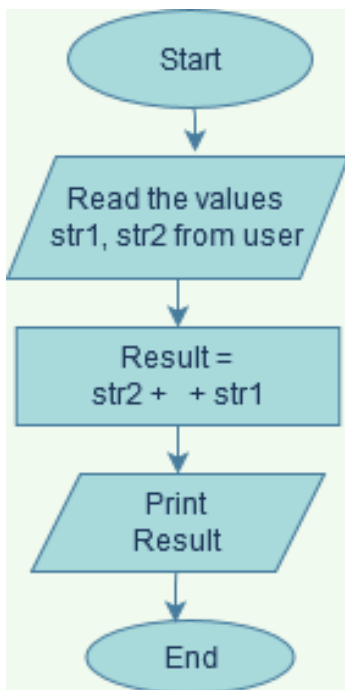 Start
Read the values
str1, str2 from user
Result =
str2 +   + str1
Print
Result
End